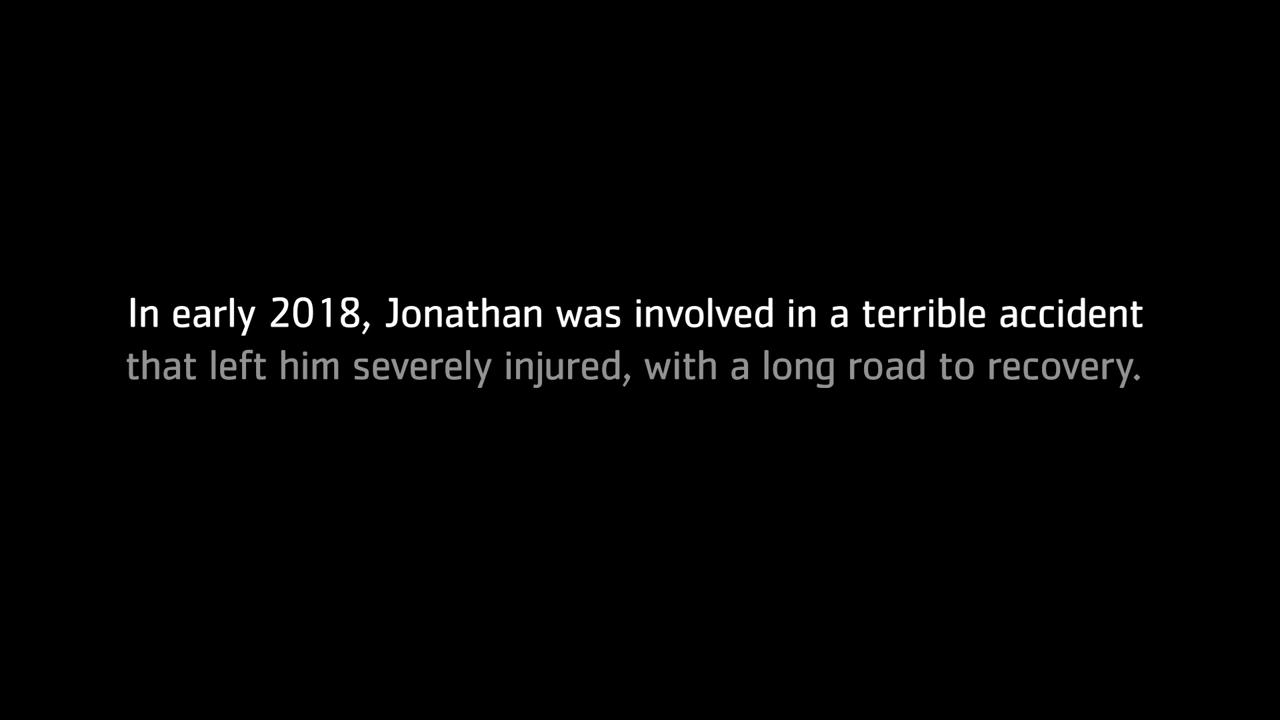 In early 2018, Jonathan was involved in a terrible accident
that left him severely injured, with a long road to recovery.